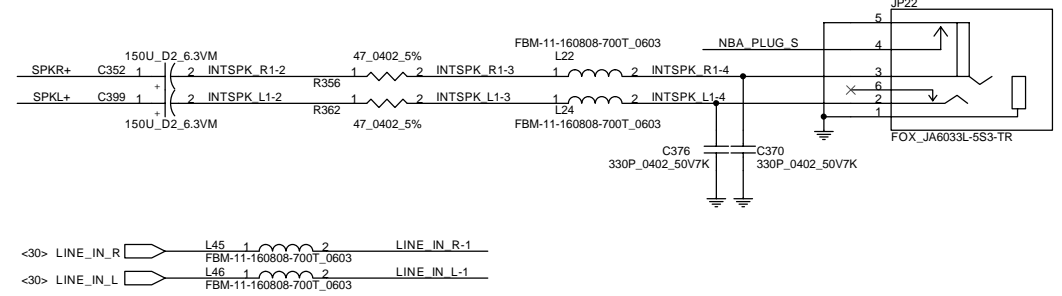 JP22
5
FBM-11-160808-700T_0603
NBA_PLUG_S
4
150U_D2_6.3VM
47_0402_5%
L22
SPKR+ C352 1 2 INTSPK_R1-2 1 2 INTSPK_R1-3 1 2 INTSPK_R1-4 3
+
R356
6
SPKL+ C399 1 2 INTSPK_L1-2 1 2 INTSPK_L1-3 1 2 INTSPK_L1-4 2
+
R362
L24
1
150U_D2_6.3VM
47_0402_5%
FBM-11-160808-700T_0603
FOX_JA6033L-5S3-TR
C376
C370
330P_0402_50V7K
330P_0402_50V7K
<30> LINE_IN_R L45 1 2 LINE_IN_R-1
FBM-11-160808-700T_0603
<30> LINE_IN_L L46 1 2 LINE_IN_L-1
FBM-11-160808-700T_0603